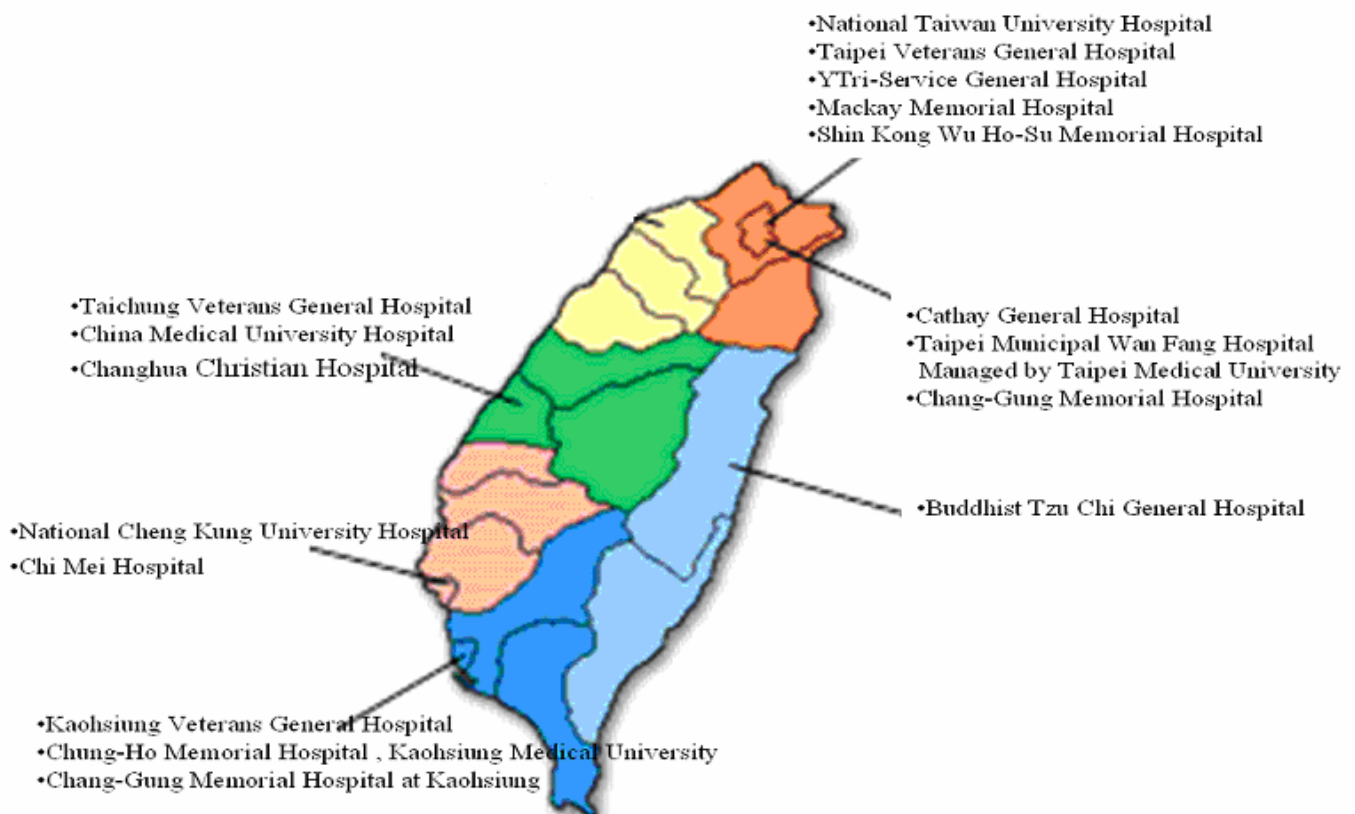 •National Taiwan University Hospital
•Taipei Veterans General Hospital
•YTri-Service General Hospital
•Mackay Memorial Hospital
•Shin Kong Wu Ho-Su Memorial Hospital
•Taichung Veterans General Hospital
•China Medical University Hospital
•Changhua Christian Hospital
•Cathay General Hospital
•Taipei Municipal Wan Fang Hospital
Managed by Taipei Medical University
•Chang-Gung Memorial Hospital
•Buddhist Tzu Chi General Hospital
•National Cheng Kung University Hospital
•Chi Mei Hospital
•Kaohsiung Veterans General Hospital
•Chung-Ho Memorial Hospital , Kaohsiung Medical University
•Chang-Gung Memorial Hospital at Kaohsiung